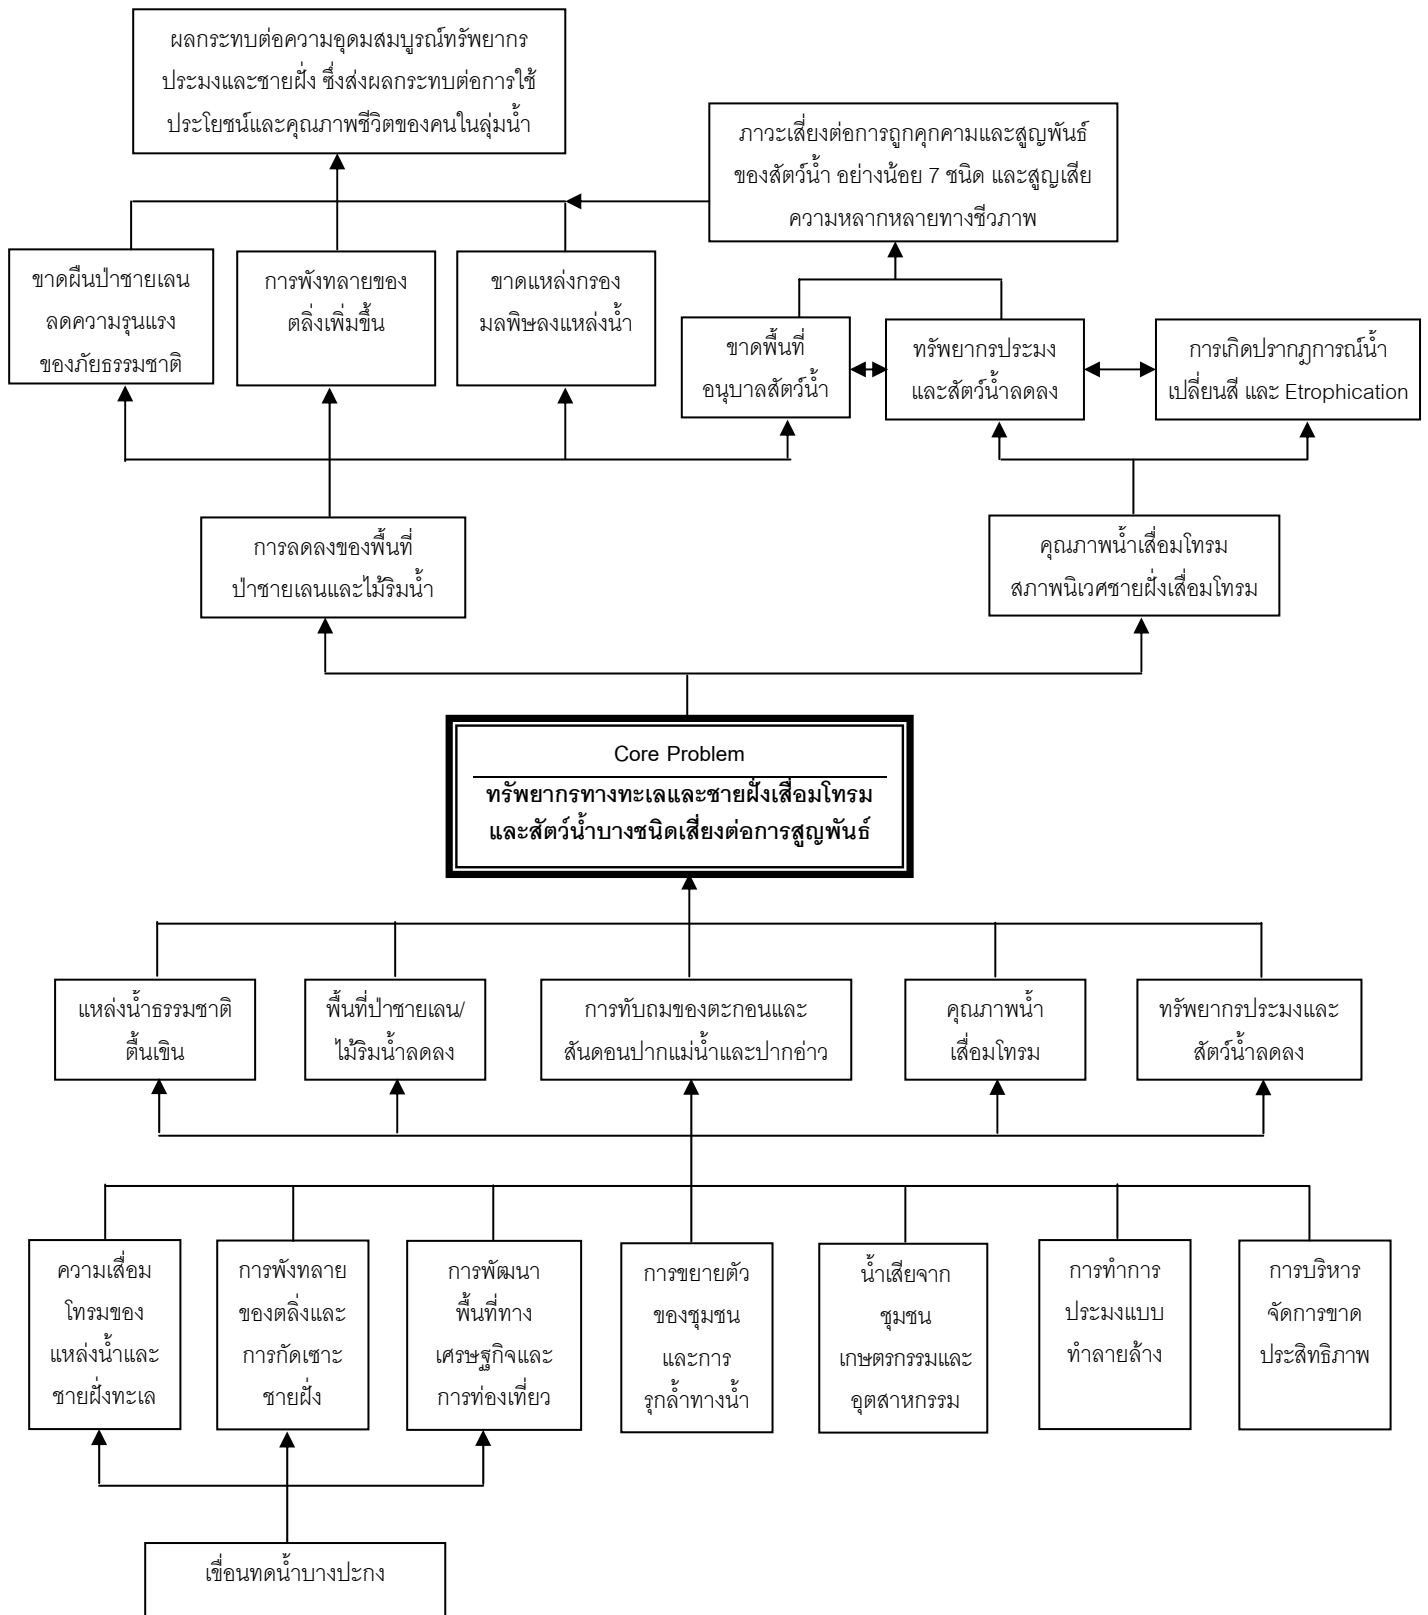 ผลกระทบต่อความอุดมสมบูรณ์ทรัพยากร
ประมงและชายฝั่ง ซึ่งส่งผลกระทบต่อการใช้
ประโยชน์และคุณภาพชีวิตของคนในลุ่มน้ำ
ภาวะเสี่ยงต่อการถูกคุกคามและสูญพันธ์
ของสัตว์น้ำ อย่างน้อย 7 ชนิด และสูญเสีย
ความหลากหลายทางชีวภาพ
ขาดผืนป่าชายเลน
ลดความรุนแรง
ของภัยธรรมชาติ
การพังทลายของ
ตลิ่งเพิ่มขึ้น
ขาดแหล่งกรอง
มลพิษลงแหล่งน้ำ
ขาดพื้นที่
อนุบาลสัตว์น้ำ
ทรัพยากรประมง
และสัตว์น้ำลดลง
การเกิดปรากฏการณ์น้ำ
เปลี่ยนสี และ Etrophication
การลดลงของพื้นที่
ป่าชายเลนและไม้ริมน้ำ
คุณภาพน้ำเสื่อมโทรม
สภาพนิเวศชายฝั่งเสื่อมโทรม
Core Problem
ทรัพยากรทางทะเลและชายฝั่งเสื่อมโทรม
และสัตว์น้ำบางชนิดเสี่ยงต่อการสูญพันธ์
แหล่งน้ำธรรมชาติ
ตื้นเขิน
พื้นที่ป่าชายเลน/
ไม้ริมน้ำลดลง
การทับถมของตะกอนและ
สันดอนปากแม่น้ำและปากอ่าว
คุณภาพน้ำ
เสื่อมโทรม
ทรัพยากรประมงและ
สัตว์น้ำลดลง
ความเสื่อม
โทรมของ
แหล่งน้ำและ
ชายฝั่งทะเล
การพังทลาย
ของตลิ่งและ
การกัดเซาะ
ชายฝั่ง
การพัฒนา
พื้นที่ทาง
เศรษฐกิจและ
การท่องเที่ยว
การขยายตัว
ของชุมชน
และการ
รุกล้ำทางน้ำ
น้ำเสียจาก
ชุมชน
เกษตรกรรมและ
อุตสาหกรรม
การทำการ
ประมงแบบ
ทำลายล้าง
การบริหาร
จัดการขาด
ประสิทธิภาพ
เขื่อนทดน้ำบางปะกง